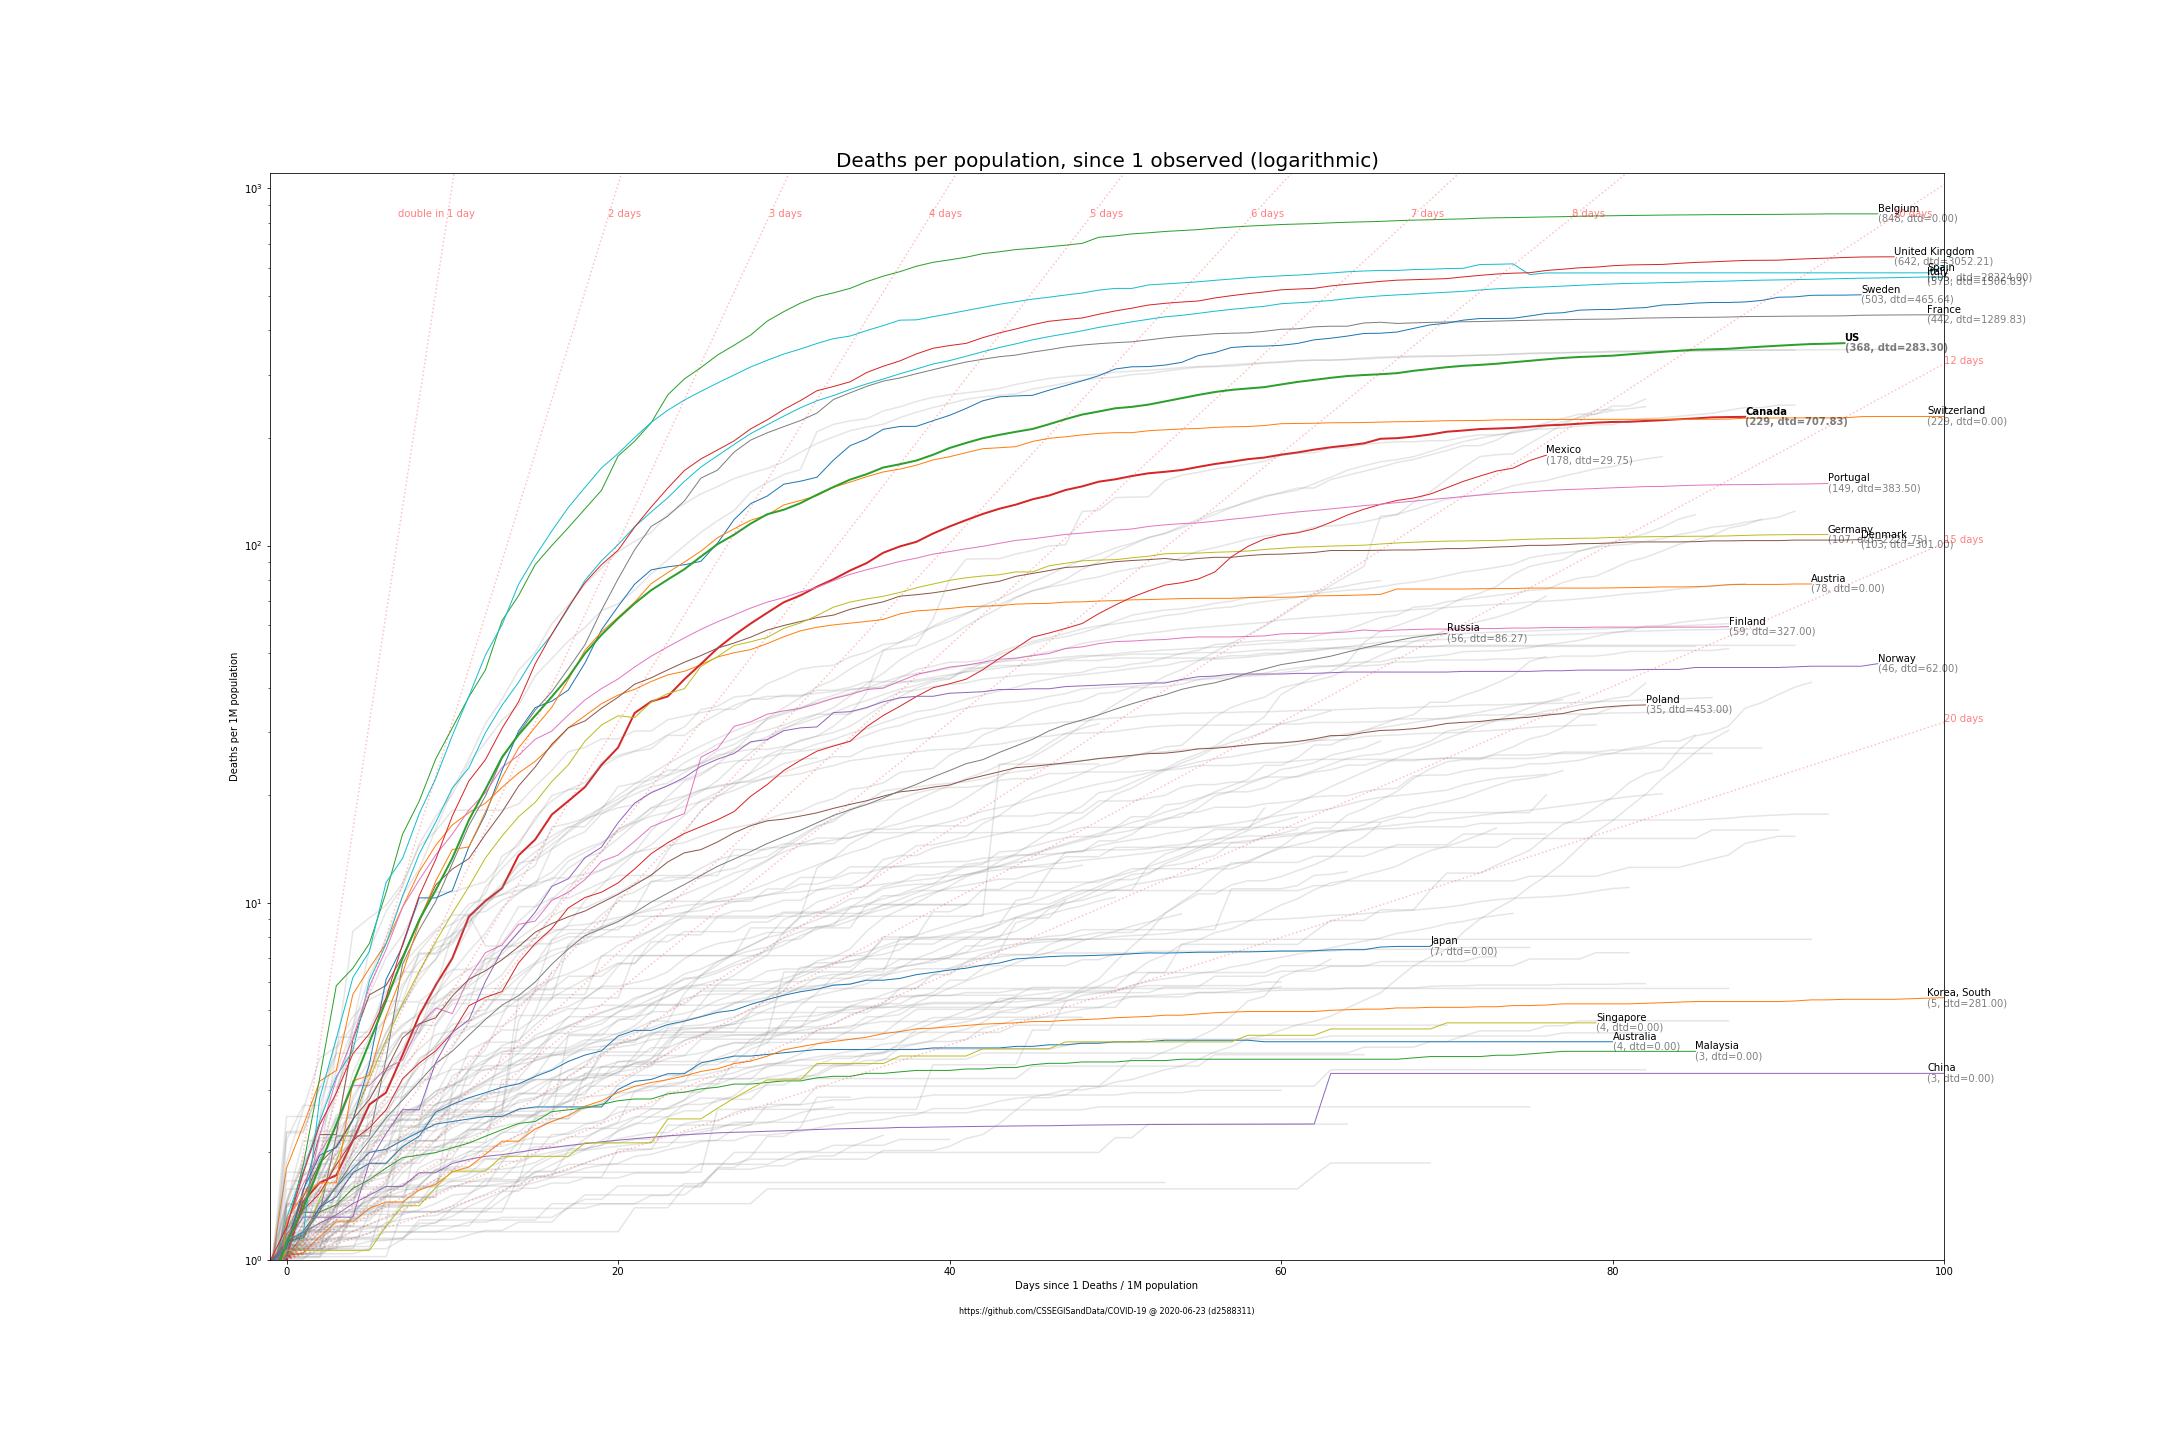 Deaths per population, since 1 observed (logarithmic)
10³
10²
10¹
10⁰
Deaths per 1M mopulation
double in 1 day
2 days
3 days
4 days
5 days
6 days
7 days
8 days
Belgium
(848, dtd=0.00)
United Kingdom
(642, dtd=3052.21)
Spain
Italy
Sweden
(503, dtd=465.64)
France
(442, dtd=1289.83)
US
(368, dtd=283.30)
12 days
Canada
(229, dtd=707.83)
Switzerland
(229, dtd=0.00)
Mexico
(178, dtd=29.75)
Portugal
(149, dtd=383.50)
Germany
Denmark
(103, dtd=301.00)
15 days
Austria
(78, dtd=0.00)
Finland
(59, dtd=327.00)
Russia
(56, dtd=86.27)
Norway
(46, dtd=62.00)
Poland
(35, dtd=453.00)
20 days
Japan
(7, dtd=0.00)
Korea, South
(5, dtd=281.00)
Singapore
(4, dtd=0.00)
Australia
(4, dtd=0.00)
Malaysia
(3, dtd=0.00)
China
(3, dtd=0.00)
0
20
40
60
80
100
Days since 1 Deaths / 1M population
https://github.com/CSSEGISandData/COVID-19 @ 2020-06-23 (d2588311)